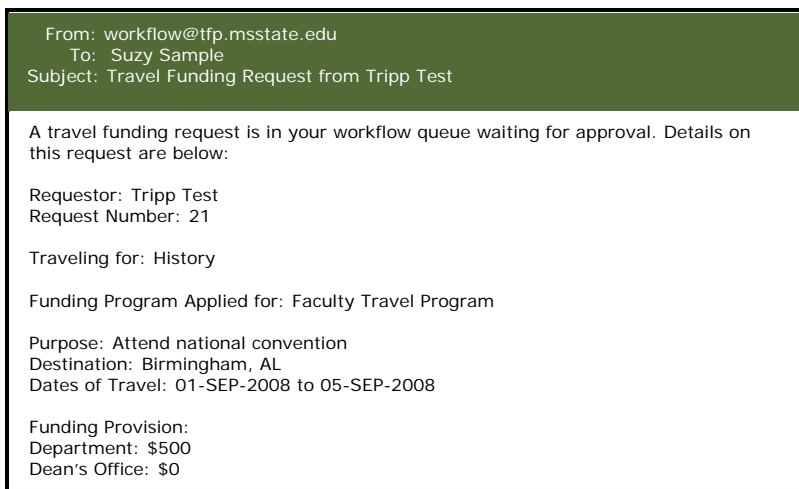 From: workflow@tfp.msstate.edu
To: Suzy Sample
Subject: Travel Funding Request from Tripp Test
A travel funding request is in your workflow queue waiting for approval. Details on
this request are below:
Requestor: Tripp Test
Request Number: 21
Traveling for: History
Funding Program Applied for: Faculty Travel Program
Purpose: Attend national convention
Destination: Birmingham, AL
Dates of Travel: 01-SEP-2008 to 05-SEP-2008
Funding Provision:
Department: $500
Dean's Office: $0